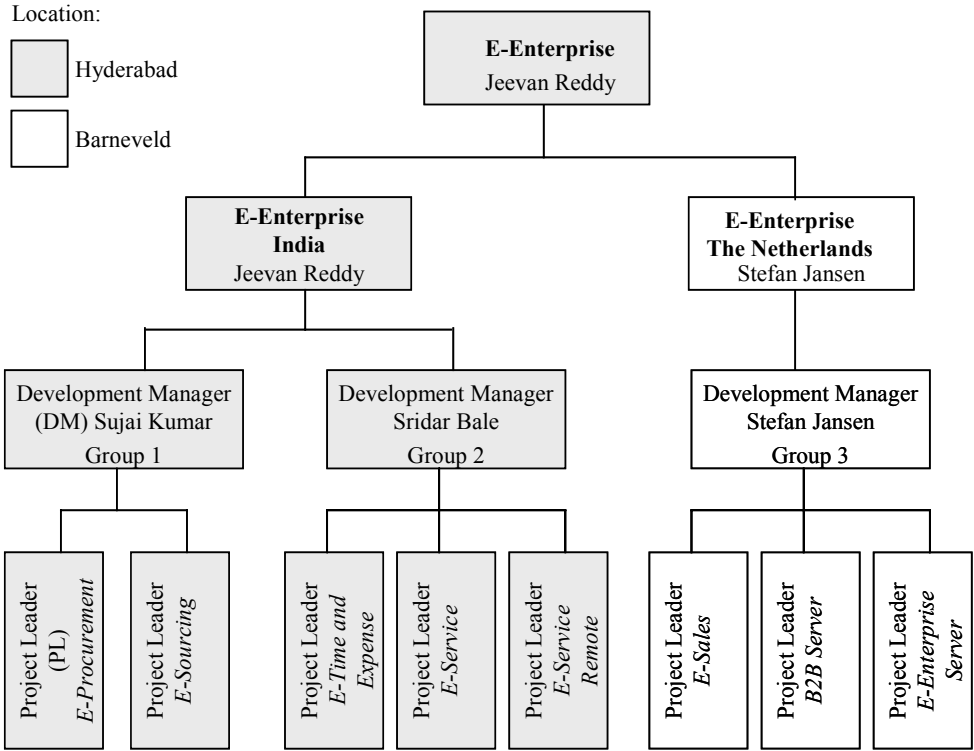 Location:
Hyderabad
Barneveld
E-Enterprise
Jeevan Reddy
E-Enterprise
India
Jeevan Reddy
E-Enterprise
The Netherlands
Stefan Jansen
Development Manager
(DM) Sujai Kumar
Group 1
Development Manager
Sridar Bale
Group 2
Development Manager
Stefan Jansen
Group 3
Project Leader
(PL)
E-Procurement
Project Leader
E-Sourcing
Project Leader
E-Time and
Expense
Project Leader
E-Service
Project Leader
E-Service
Remote
Project Leader
E-Sales
Project Leader
B2B Server
Project Leader
E-Enterprise
Server